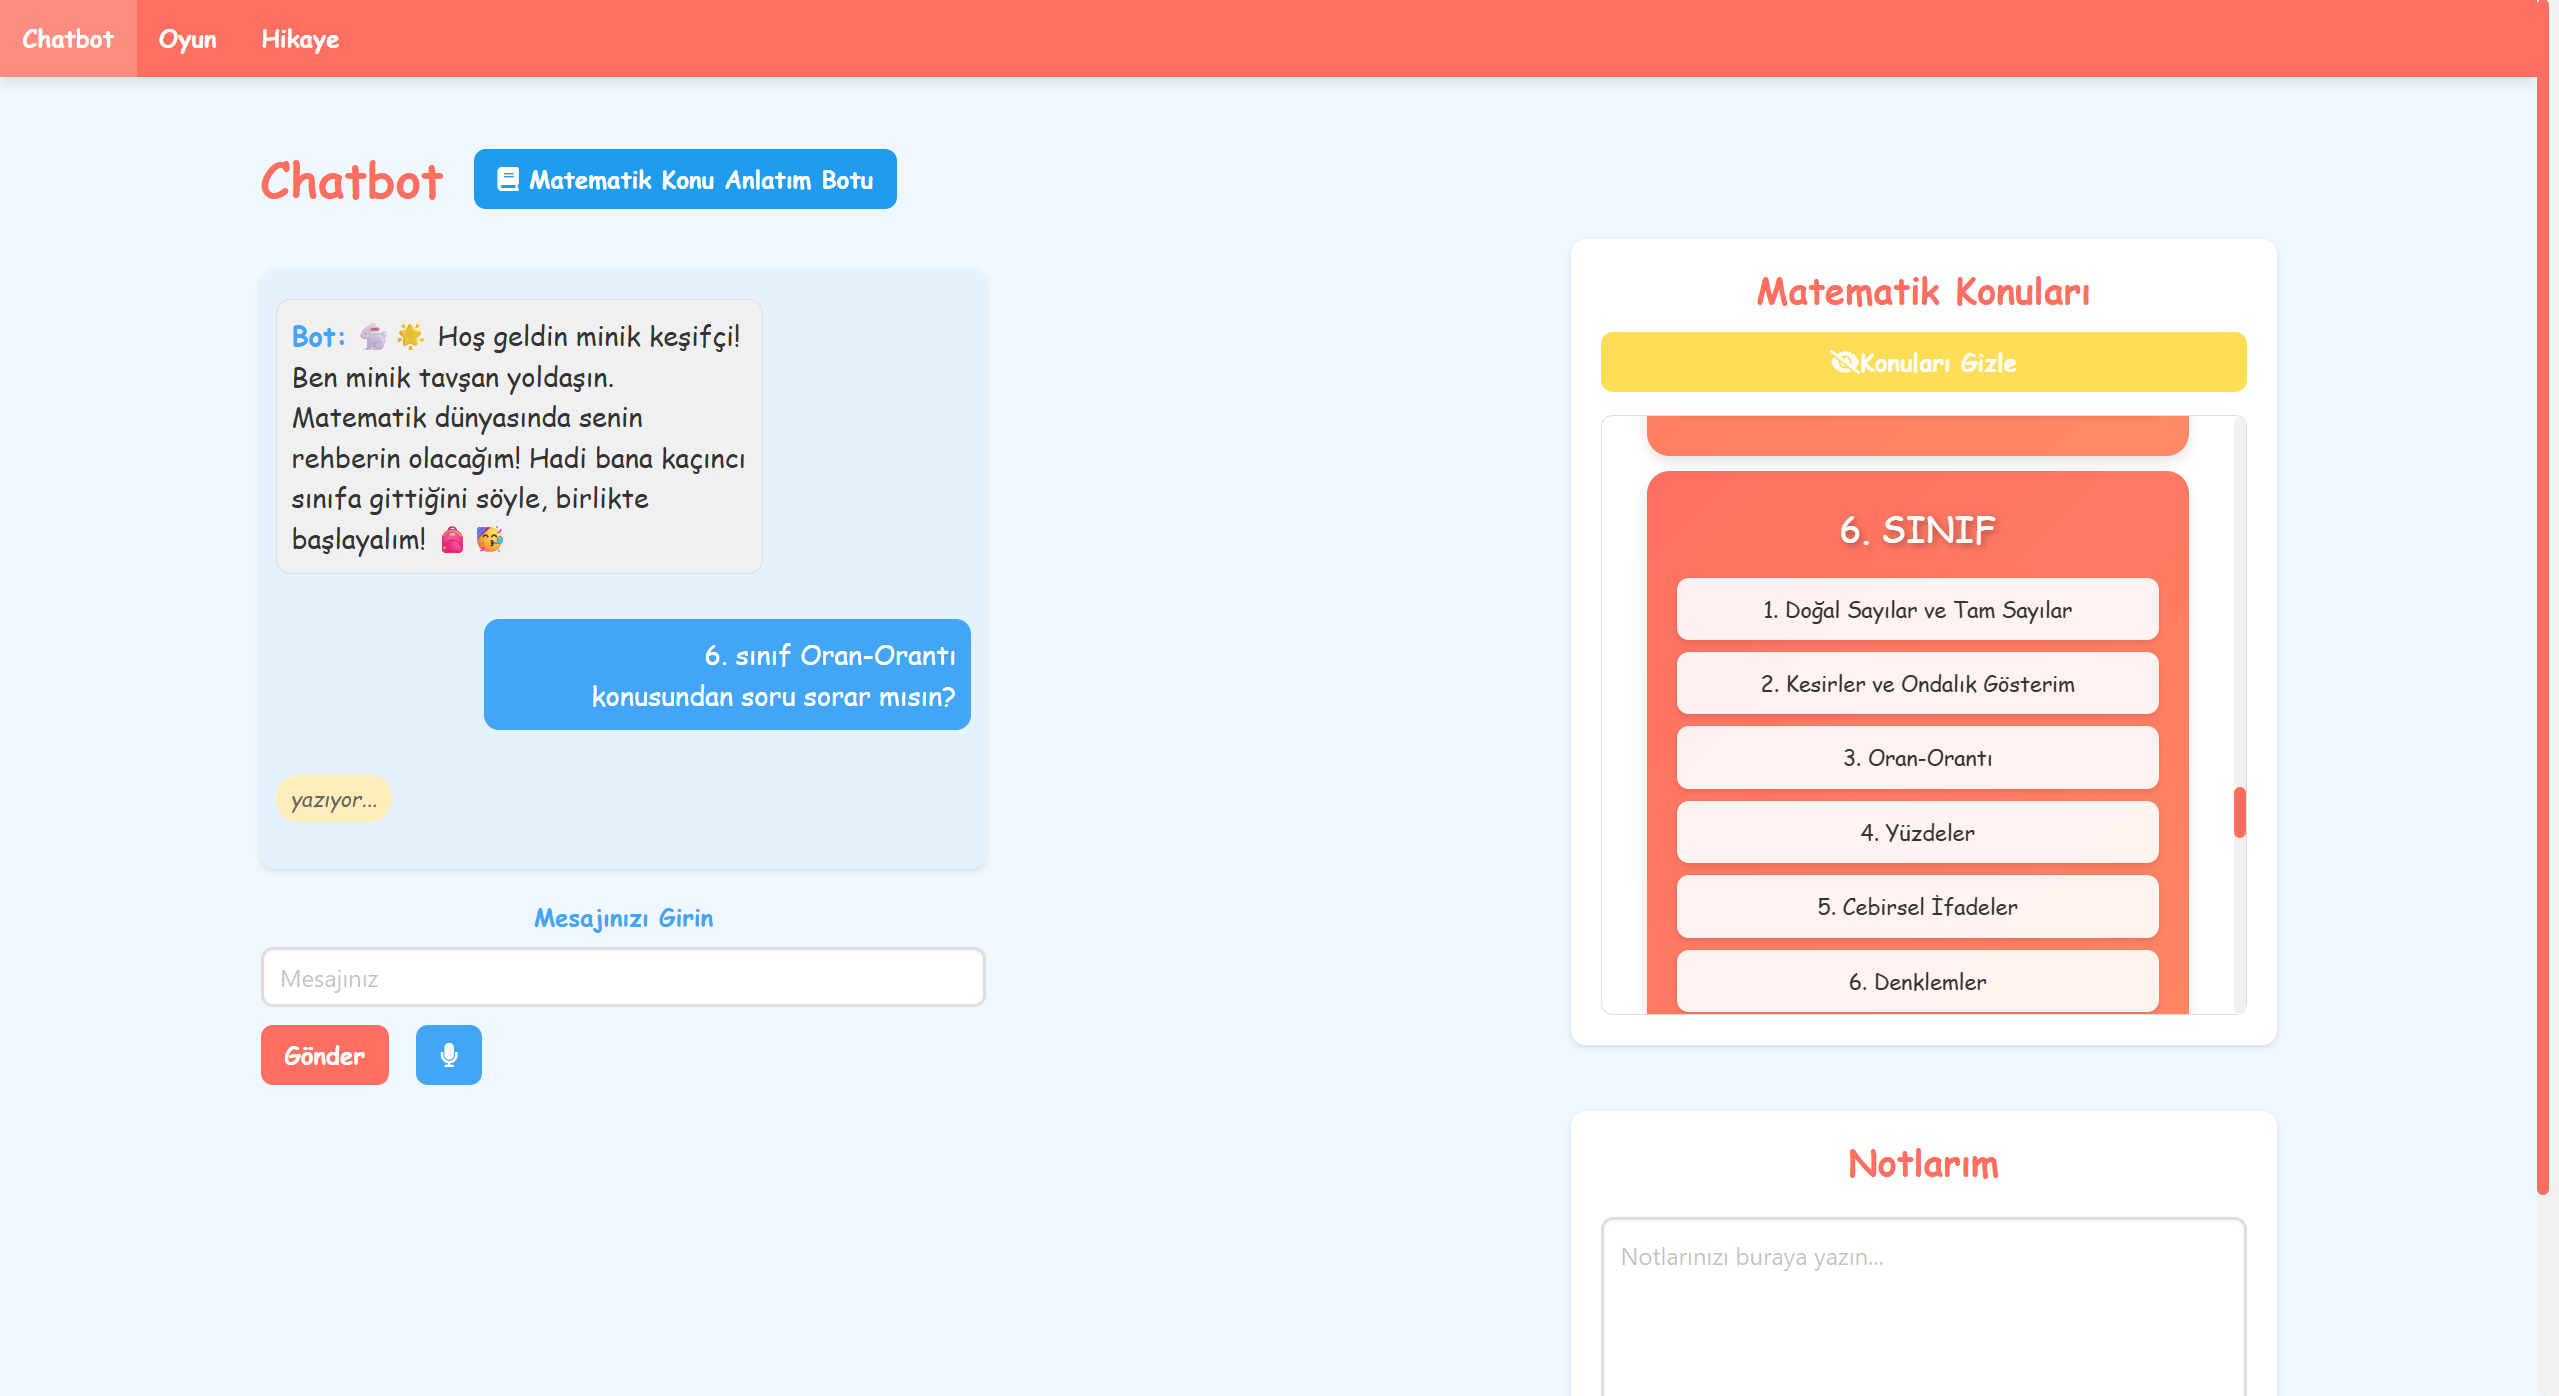 Chatbot
Oyun
Hikaye
Chatbot
Matematik Konu Anlatım Botu
Bot: 🐇 🌟 Hoş geldin minik keşifçi!
Ben minik tavşan yoldaşın.
Matematik dünyasında senin
rehberin olacağım! Hadi bana kaçıncı
sınıfa gittiğini söyle, birlikte
başlayalım! 🎒 🥳
6. sınıf Oran-Orantı
konusundan soru sorar mısın?
yazıyor...
Mesajınızı Girin
Mesajınız
Gönder
Matematik Konuları
Konuları Gizle
6. SINIF
1. Doğal Sayılar ve Tam Sayılar
2. Kesirler ve Ondalık Gösterim
3. Oran-Orantı
4. Yüzdeler
5. Cebirsel İfadeler
6. Denklemler
Notlarım
Notlarınızı buraya yazın...